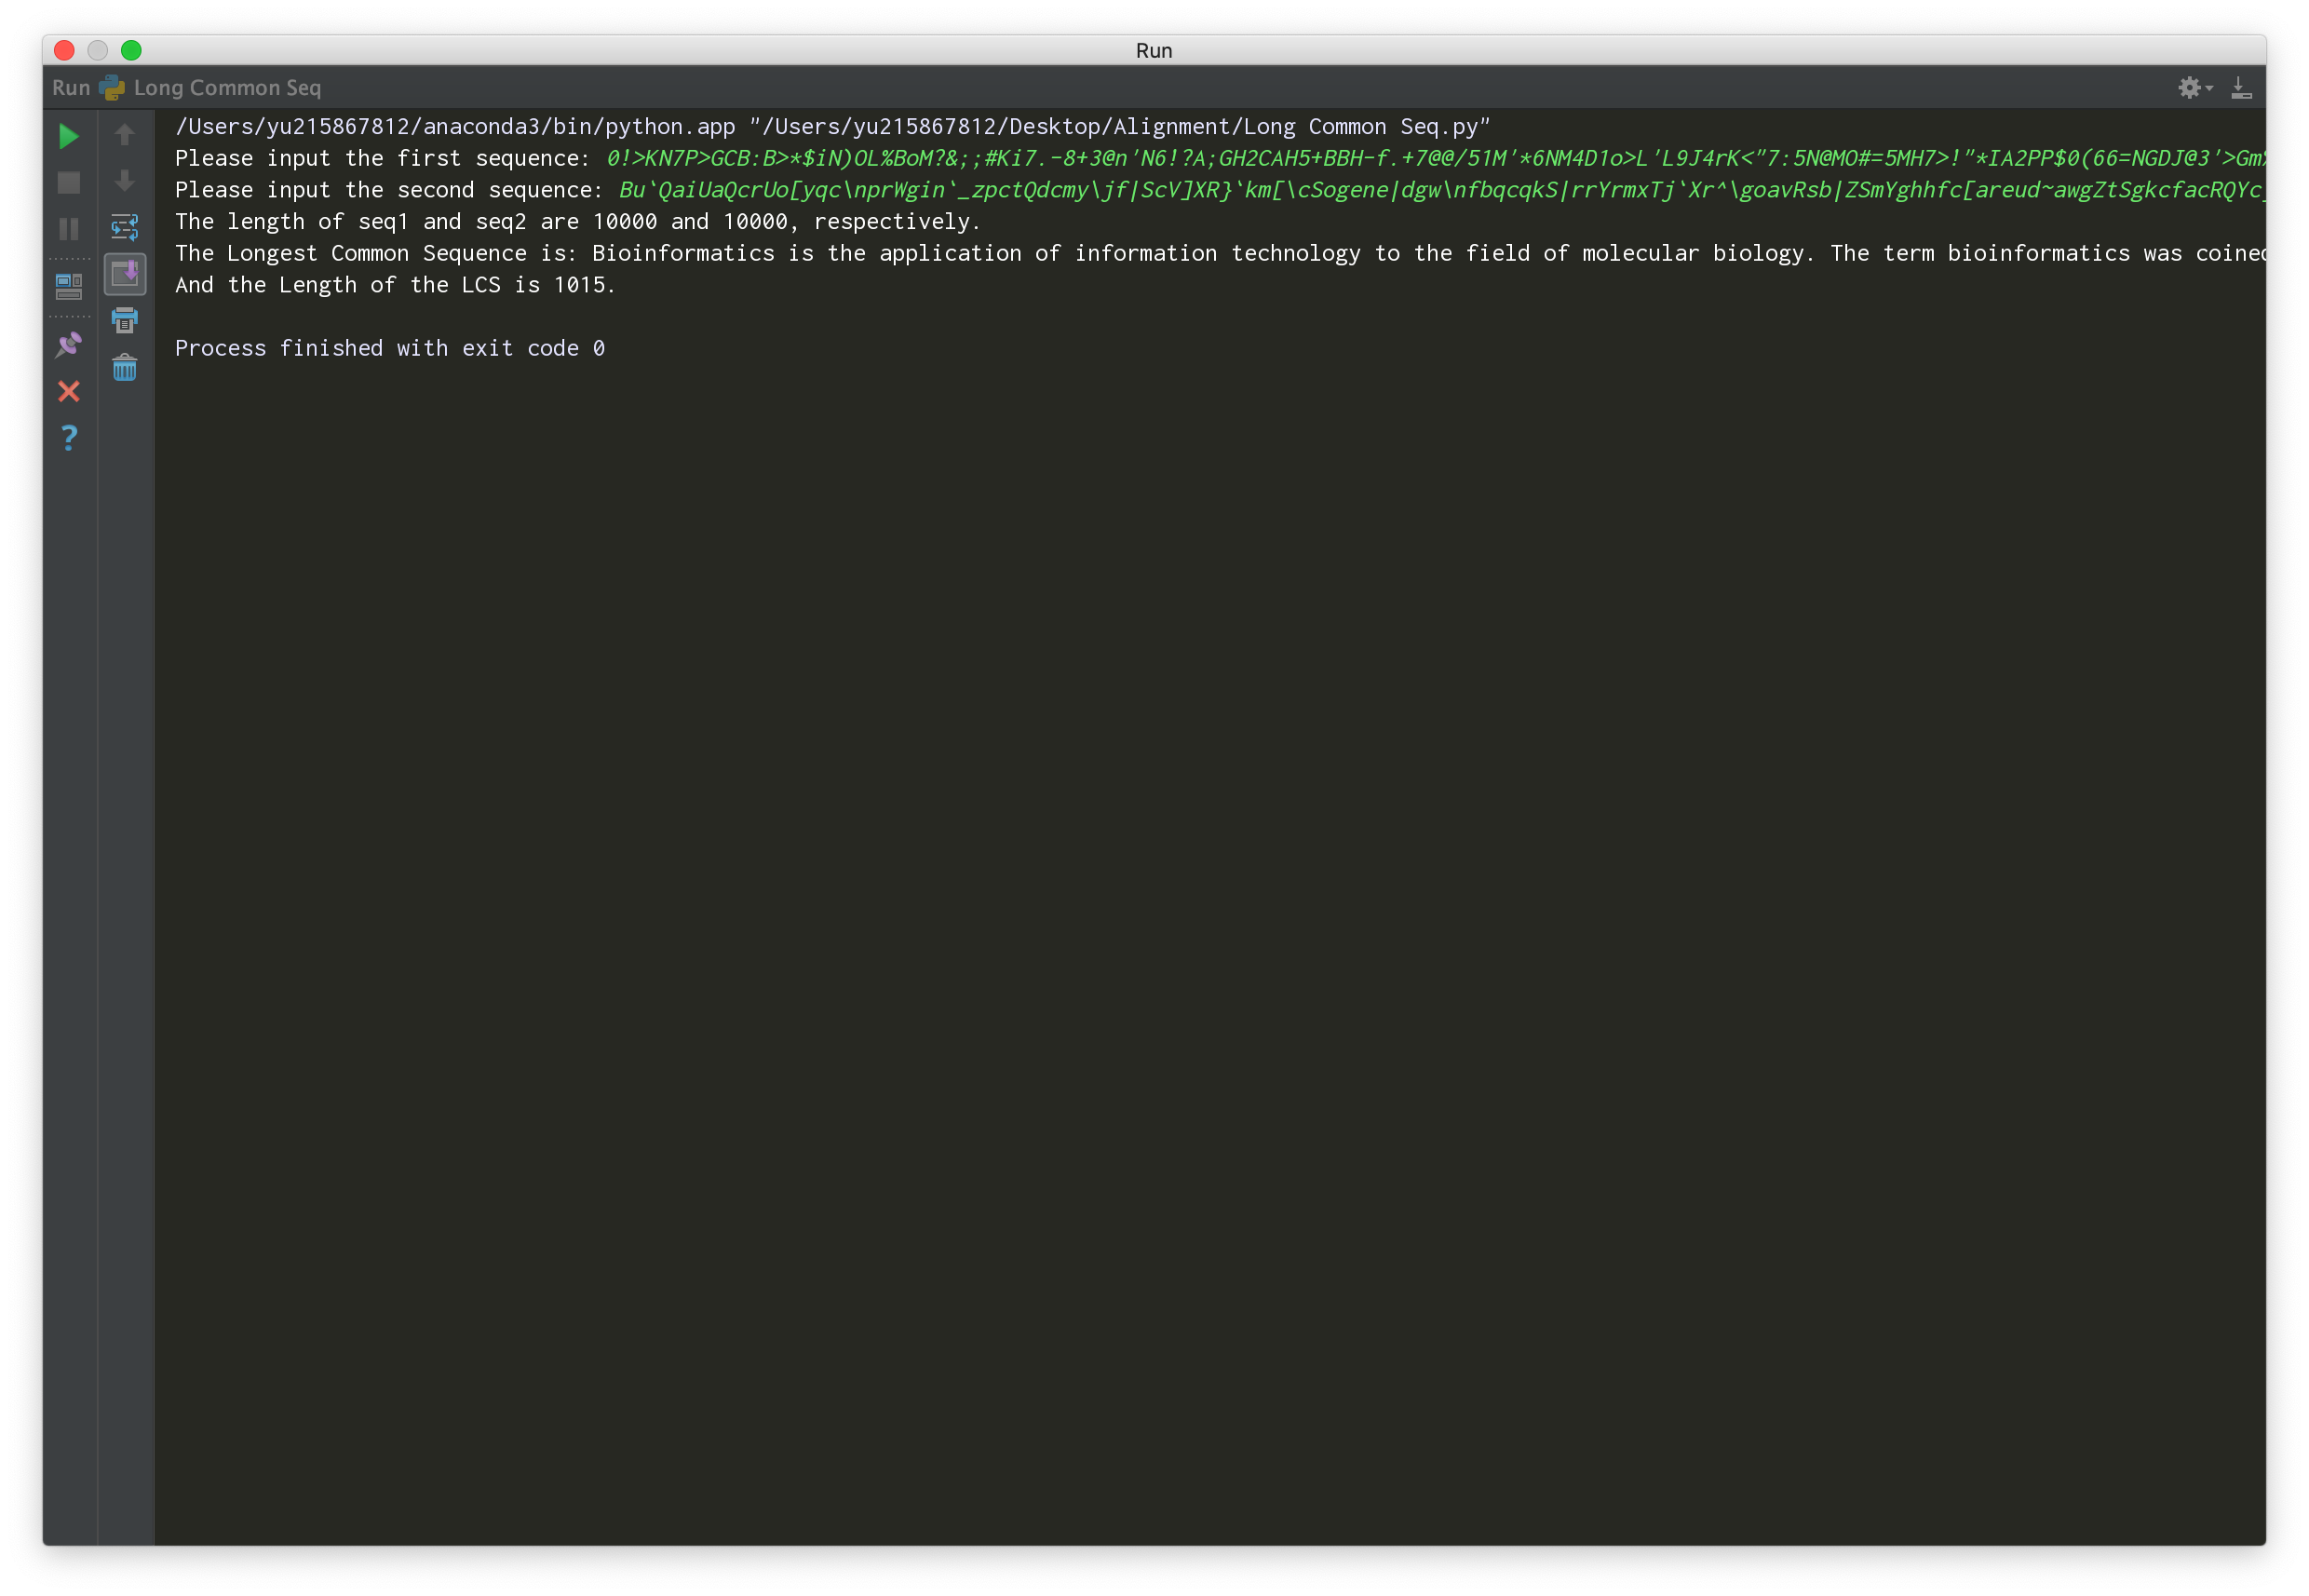 Run
Run Long Common Seq
/Users/yu215867812/anaconda3/bin/python.app "/Users/yu215867812/Desktop/Alignment/Long Common Seq.py"
Please input the first sequence: 0!>KN7P>GCB:B>*$iN)OL%BoM?&;;#Ki7.-8+3@n'N6!?A;GH2CAH5+BBH-f.+7@@/51M'*6NM4D1o>L'L9J4rK<"7:5N@MO#=5MH7>!"*IA2PP$0(66=NGDJ@3'>Gm
Please input the second sequence: Bu`QaiUaQcrUo[yqc\nprWgin`_zpctQdcmy\jf|ScV]XR}`km[\cSogene|dgw\nfbqcqkS|rrYrmxTj`Xr^\goavRsb|ZSmYghhfc[areud~awgZtSgkcfacRQYc
The length of seq1 and seq2 are 10000 and 10000, respectively.
The Longest Common Sequence is: Bioinformatics is the application of information technology to the field of molecular biology. The term bioinformatics was coined
And the Length of the LCS is 1015.
Process finished with exit code 0